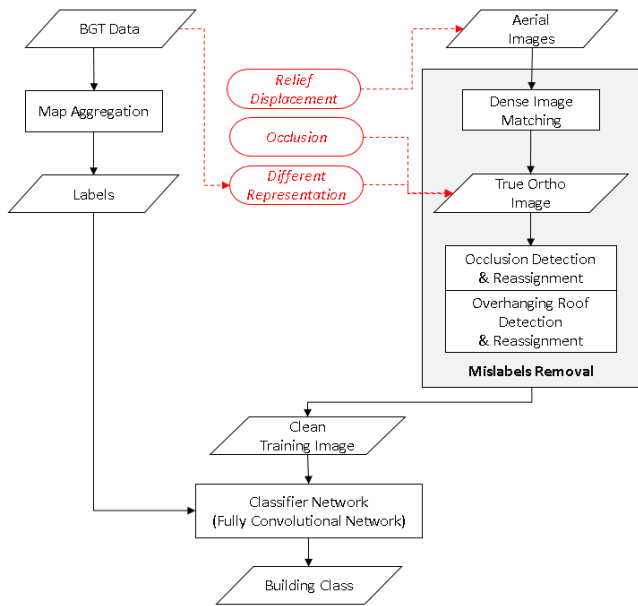 BGT Data
Aerial
Images
Relief
Displacement
Map Aggregation
Dense Image
Matching
Occlusion
Labels
Different
Representation
True Ortho
Image
Occlusion Detection
& Reassignment
Overhanging Roof
Detection
& Reassignment
Mislabels Removal
Clean
Training Image
Classifier Network
(Fully Convolutional Network)
Building Class